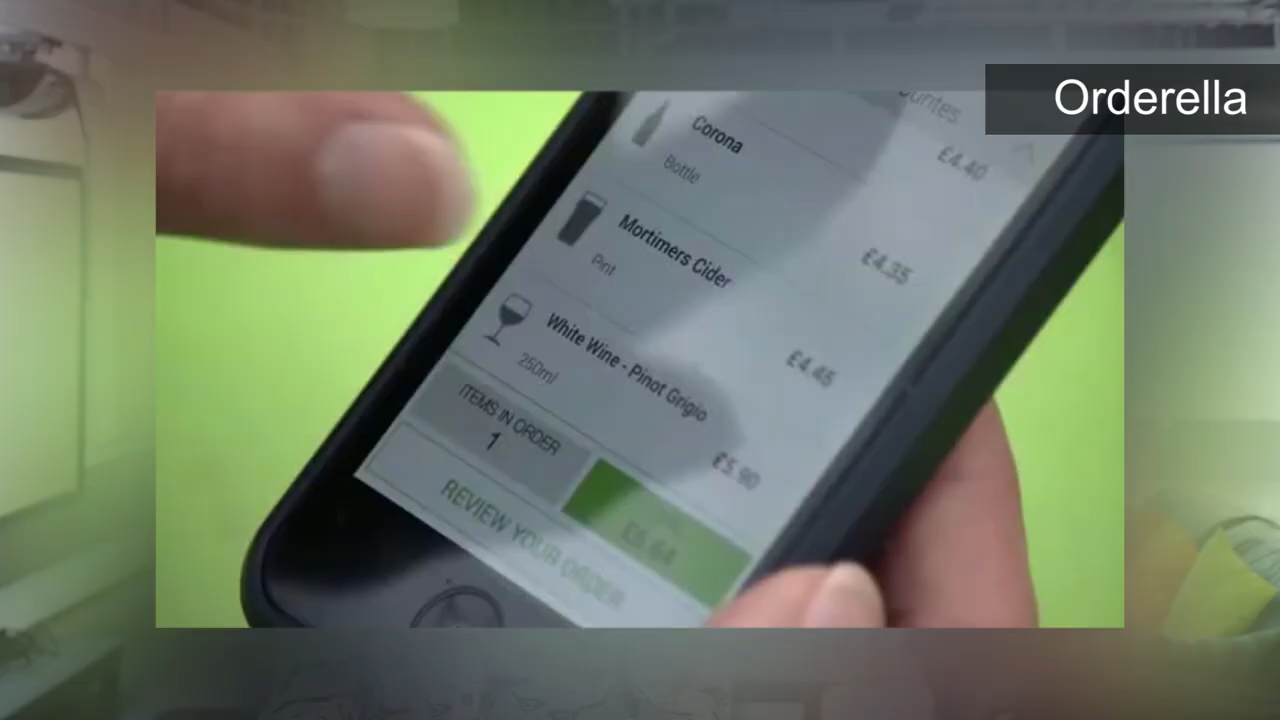 Orderella
£4.40
Corona
Bottle
£4.35
Mortimers Cider
Pint
£4.45
White Wine - Pinot Grigio
250ml
£5.90
ITEMS IN ORDER
1
REVIEW YOUR ORDER